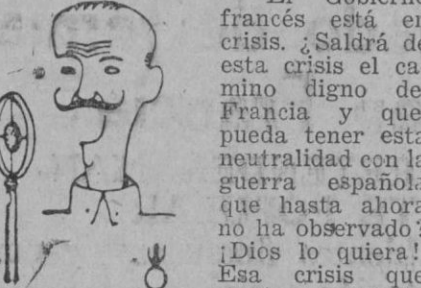 El Gobierno
francés está en
crisis. ¿Saldrá de
esta crisis el ca-
mino digno de
Francia y que
pueda tener esta
neutralidad con la
guerra española
que hasta ahora
no ha observado?
¡Dios lo quiera!
Esa crisis que